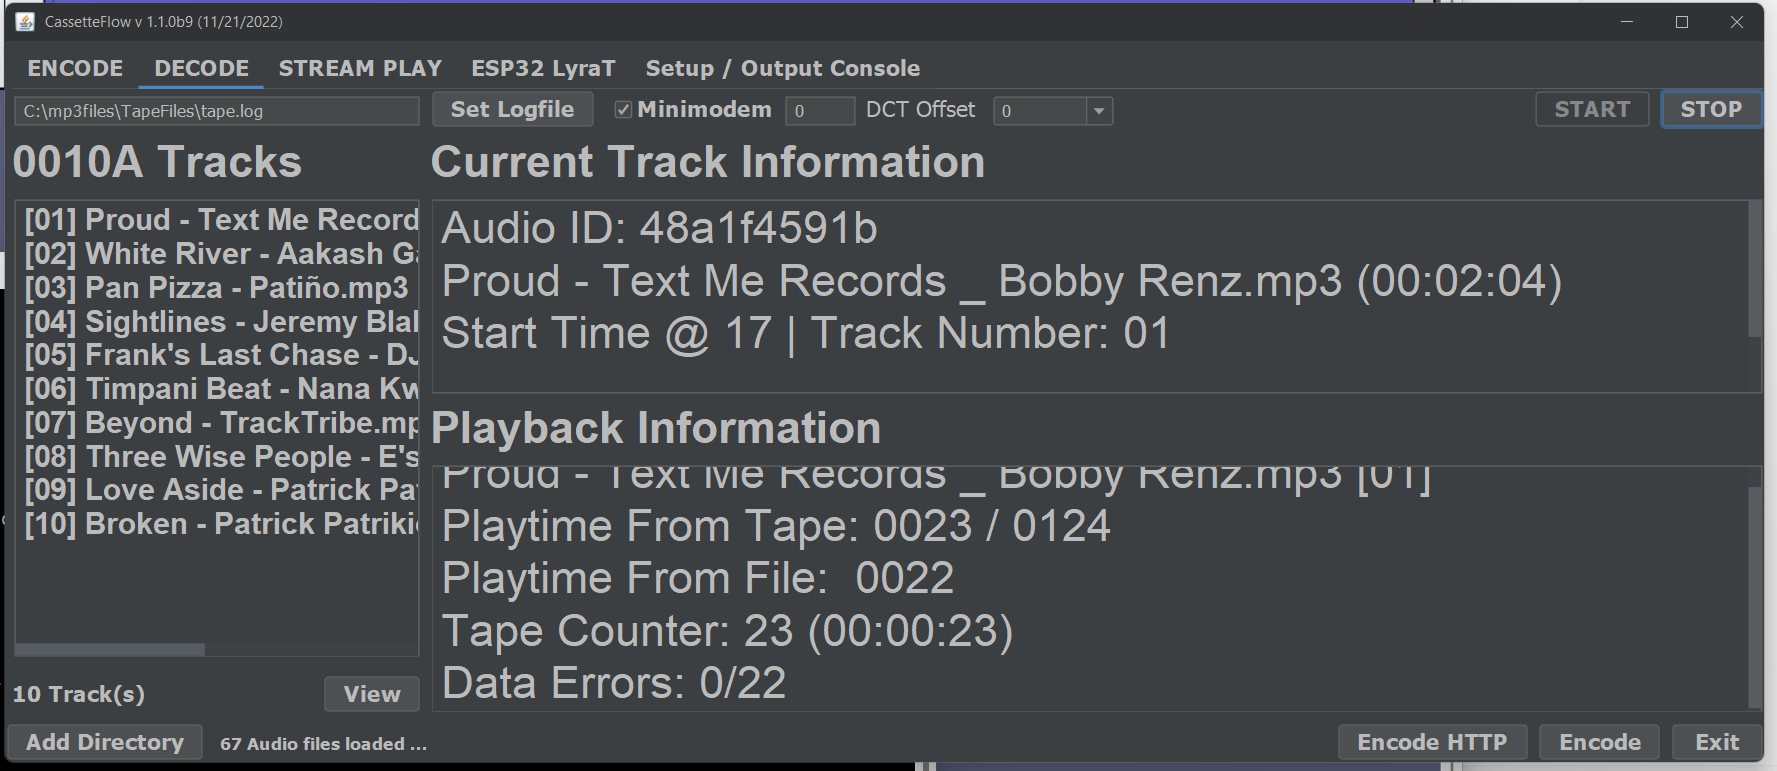 CassetteFlow v 1.1.0b9 (11/21/2022)
ENCODE DECODE STREAM PLAY ESP32 LyraT Setup / Output Console
C:\mp3files\TapeFiles\tape.log Set Logfile Minimodem 0 DCT Offset 0 START STOP
0010A Tracks
[01] Proud - Text Me Record
[02] White River - Aakash Ga
[03] Pan Pizza - Patiño.mp3
[04] Sightlines - Jeremy Blal
[05] Frank's Last Chase - DJ
[06] Timpani Beat - Nana Kw
[07] Beyond - TrackTribe.mp
[08] Three Wise People - E's
[09] Love Aside - Patrick Pat
[10] Broken - Patrick Patriki
10 Track(s) View
Current Track Information
Audio ID: 48a1f4591b
Proud - Text Me Records _ Bobby Renz.mp3 (00:02:04)
Start Time @ 17 | Track Number: 01
Playback Information
Proud - Text Me Records _ Bobby Renz.mp3 [01]
Playtime From Tape: 0023 / 0124
Playtime From File: 0022
Tape Counter: 23 (00:00:23)
Data Errors: 0/22
Add Directory 67 Audio files loaded ... Encode HTTP Encode Exit